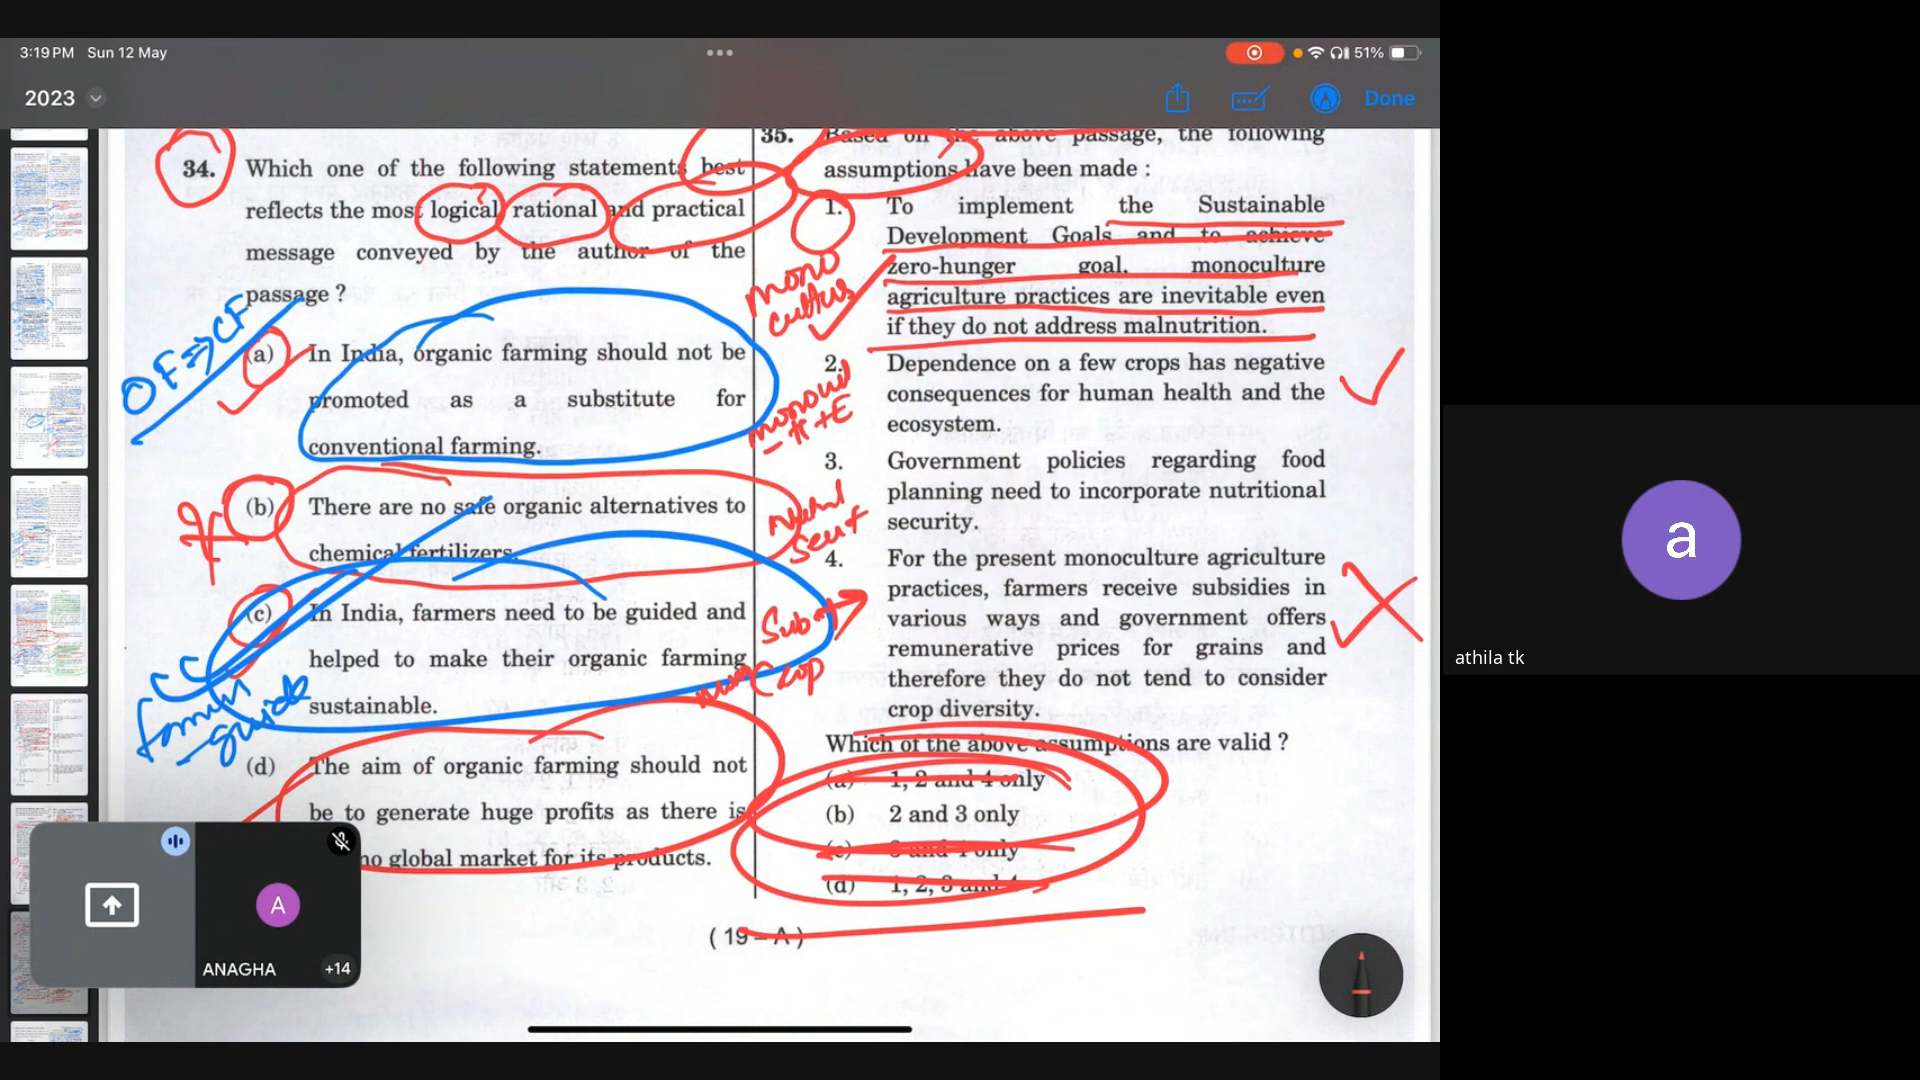 3:19 PM Sun 12 May
51%
2023
Done
34. Which one of the following statements best
reflects the most logical, rational and practical
message conveyed by the author of the
passage ?
(a) In India, organic farming should not be
promoted as a substitute for
conventional farming.
(b) There are no safe organic alternatives to
chemical fertilizers.
(c) In India, farmers need to be guided and
helped to make their organic farming
sustainable.
(d) The aim of organic farming should not
be to generate huge profits as there is
no global market for its products.
OF => CF
guide
35. Based on the above passage, the following
assumptions have been made :
1. To implement the Sustainable
Development Goals and to achieve
zero-hunger goal, monoculture
agriculture practices are inevitable even
if they do not address malnutrition.
2. Dependence on a few crops has negative
consequences for human health and the
ecosystem.
3. Government policies regarding food
planning need to incorporate nutritional
security.
4. For the present monoculture agriculture
practices, farmers receive subsidies in
various ways and government offers
remunerative prices for grains and
therefore they do not tend to consider
crop diversity.
Which of the above assumptions are valid ?
(a) 1, 2 and 4 only
(b) 2 and 3 only
(c) 3 and 4 only
(d) 1, 2, 3 and 4
mono
( 19 – A )
ANAGHA
+14
A
a
athila tk